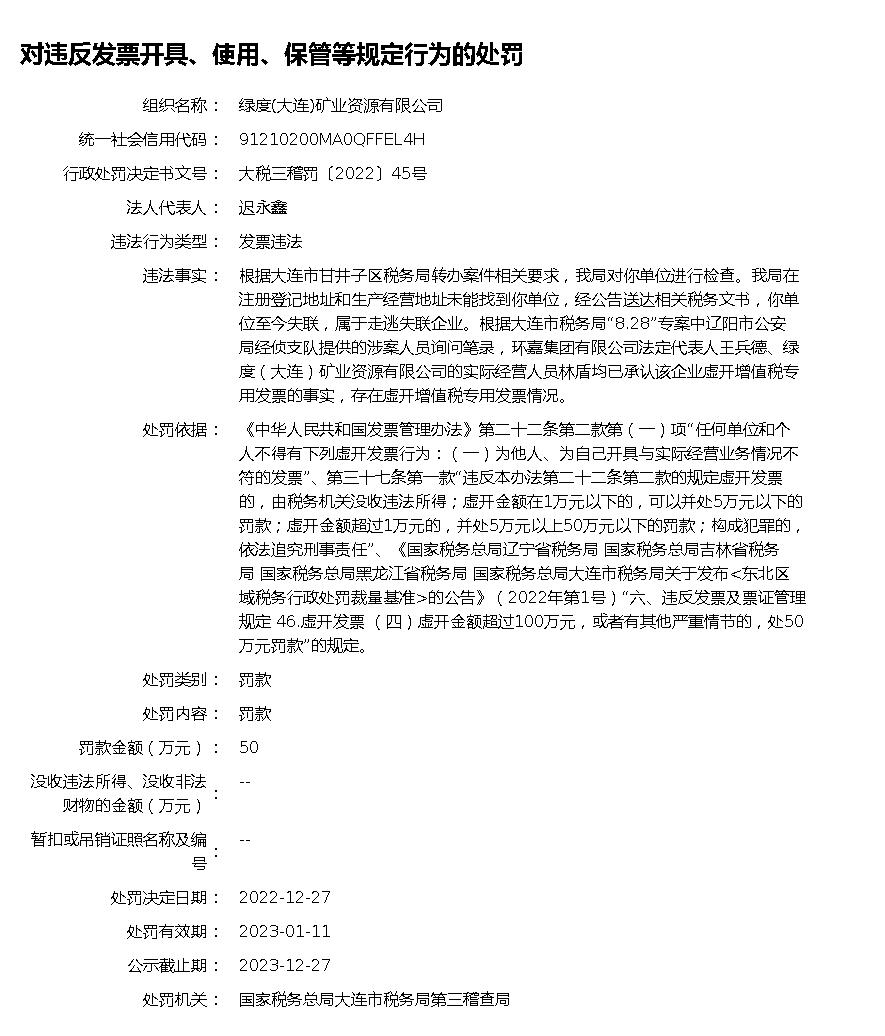 对违反发票开具、使用、保管等规定行为的处罚
组织名称： 绿度(大连)矿业资源有限公司
统一社会信用代码： 91210200MA0QFFEL4H
行政处罚决定书文号： 大税三稽罚〔2022〕45号
法人代表人： 迟永鑫
违法行为类型： 发票违法
违法事实： 根据大连市甘井子区税务局转办案件相关要求，我局对你单位进行检查。我局在
注册登记地址和生产经营地址未能找到你单位，经公告送达相关税务文书，你单
位至今失联，属于走逃失联企业。根据大连市税务局“8.28”专案中辽阳市公安
局经侦支队提供的涉案人员询问笔录，环嘉集团有限公司法定代表人王兵德、绿
度（大连）矿业资源有限公司的实际经营人员林盾均已承认该企业虚开增值税专
用发票的事实，存在虚开增值税专用发票情况。
处罚依据： 《中华人民共和国发票管理办法》第二十二条第二款第（一）项“任何单位和个
人不得有下列虚开发票行为：（一）为他人、为自己开具与实际经营业务情况不
符的发票”、第三十七条第一款“违反本办法第二十二条第二款的规定虚开发票
的，由税务机关没收违法所得；虚开金额在1万元以下的，可以并处5万元以下的
罚款；虚开金额超过1万元的，并处5万元以上50万元以下的罚款；构成犯罪的，
依法追究刑事责任”、《国家税务总局辽宁省税务局 国家税务总局吉林省税务
局 国家税务总局黑龙江省税务局 国家税务总局大连市税务局关于发布<东北区
域税务行政处罚裁量基准>的公告》（2022年第1号）“六、违反发票及票证管理
规定 46.虚开发票 （四）虚开金额超过100万元，或者有其他严重情节的，处50
万元罚款”的规定。
处罚类别： 罚款
处罚内容： 罚款
罚款金额（万元）： 50
没收违法所得、没收非法
财物的金额（万元）： --
暂扣或吊销证照名称及编
号： --
处罚决定日期： 2022-12-27
处罚有效期： 2023-01-11
公示截止期： 2023-12-27
处罚机关： 国家税务总局大连市税务局第三稽查局